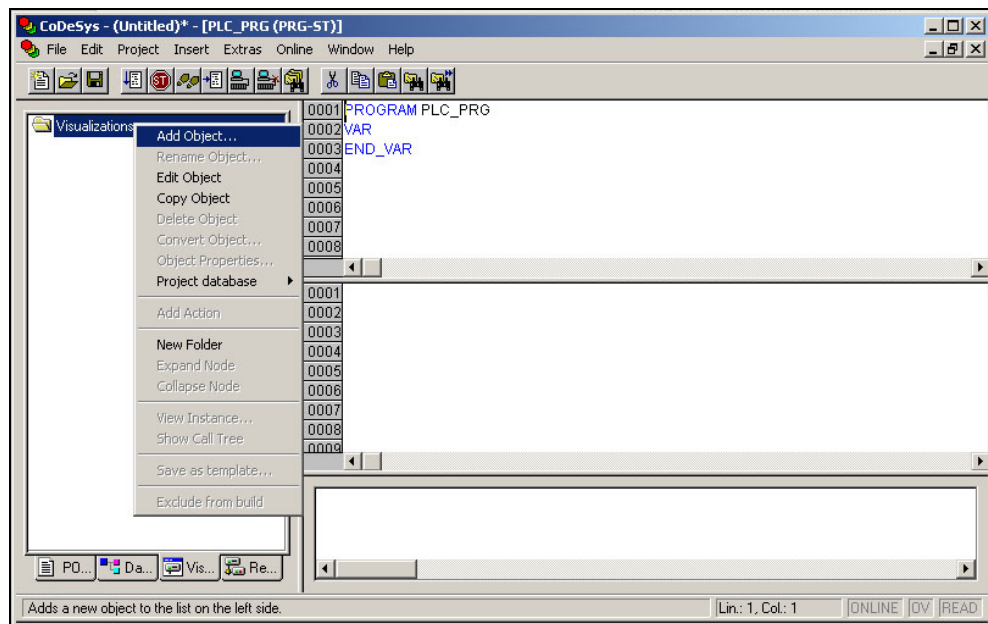 CoDeSys - (Untitled)* - [PLC_PRG (PRG-ST)]
File Edit Project Insert Extras Online Window Help
Visualizations
Add Object...
Rename Object...
Edit Object
Copy Object
Delete Object
Convert Object...
Object Properties...
Project database
Add Action
New Folder
Expand Node
Collapse Node
View Instance...
Show Call Tree
Save as template...
Exclude from build
0001 PROGRAM PLC_PRG
0002 VAR
0003 END_VAR
0004
0005
0006
0007
0008
0001
0002
0003
0004
0005
0006
0007
0008
0009
PO... Da... Vis... Re...
Adds a new object to the list on the left side.
Lin.: 1, Col.: 1 ONLINE OV READ